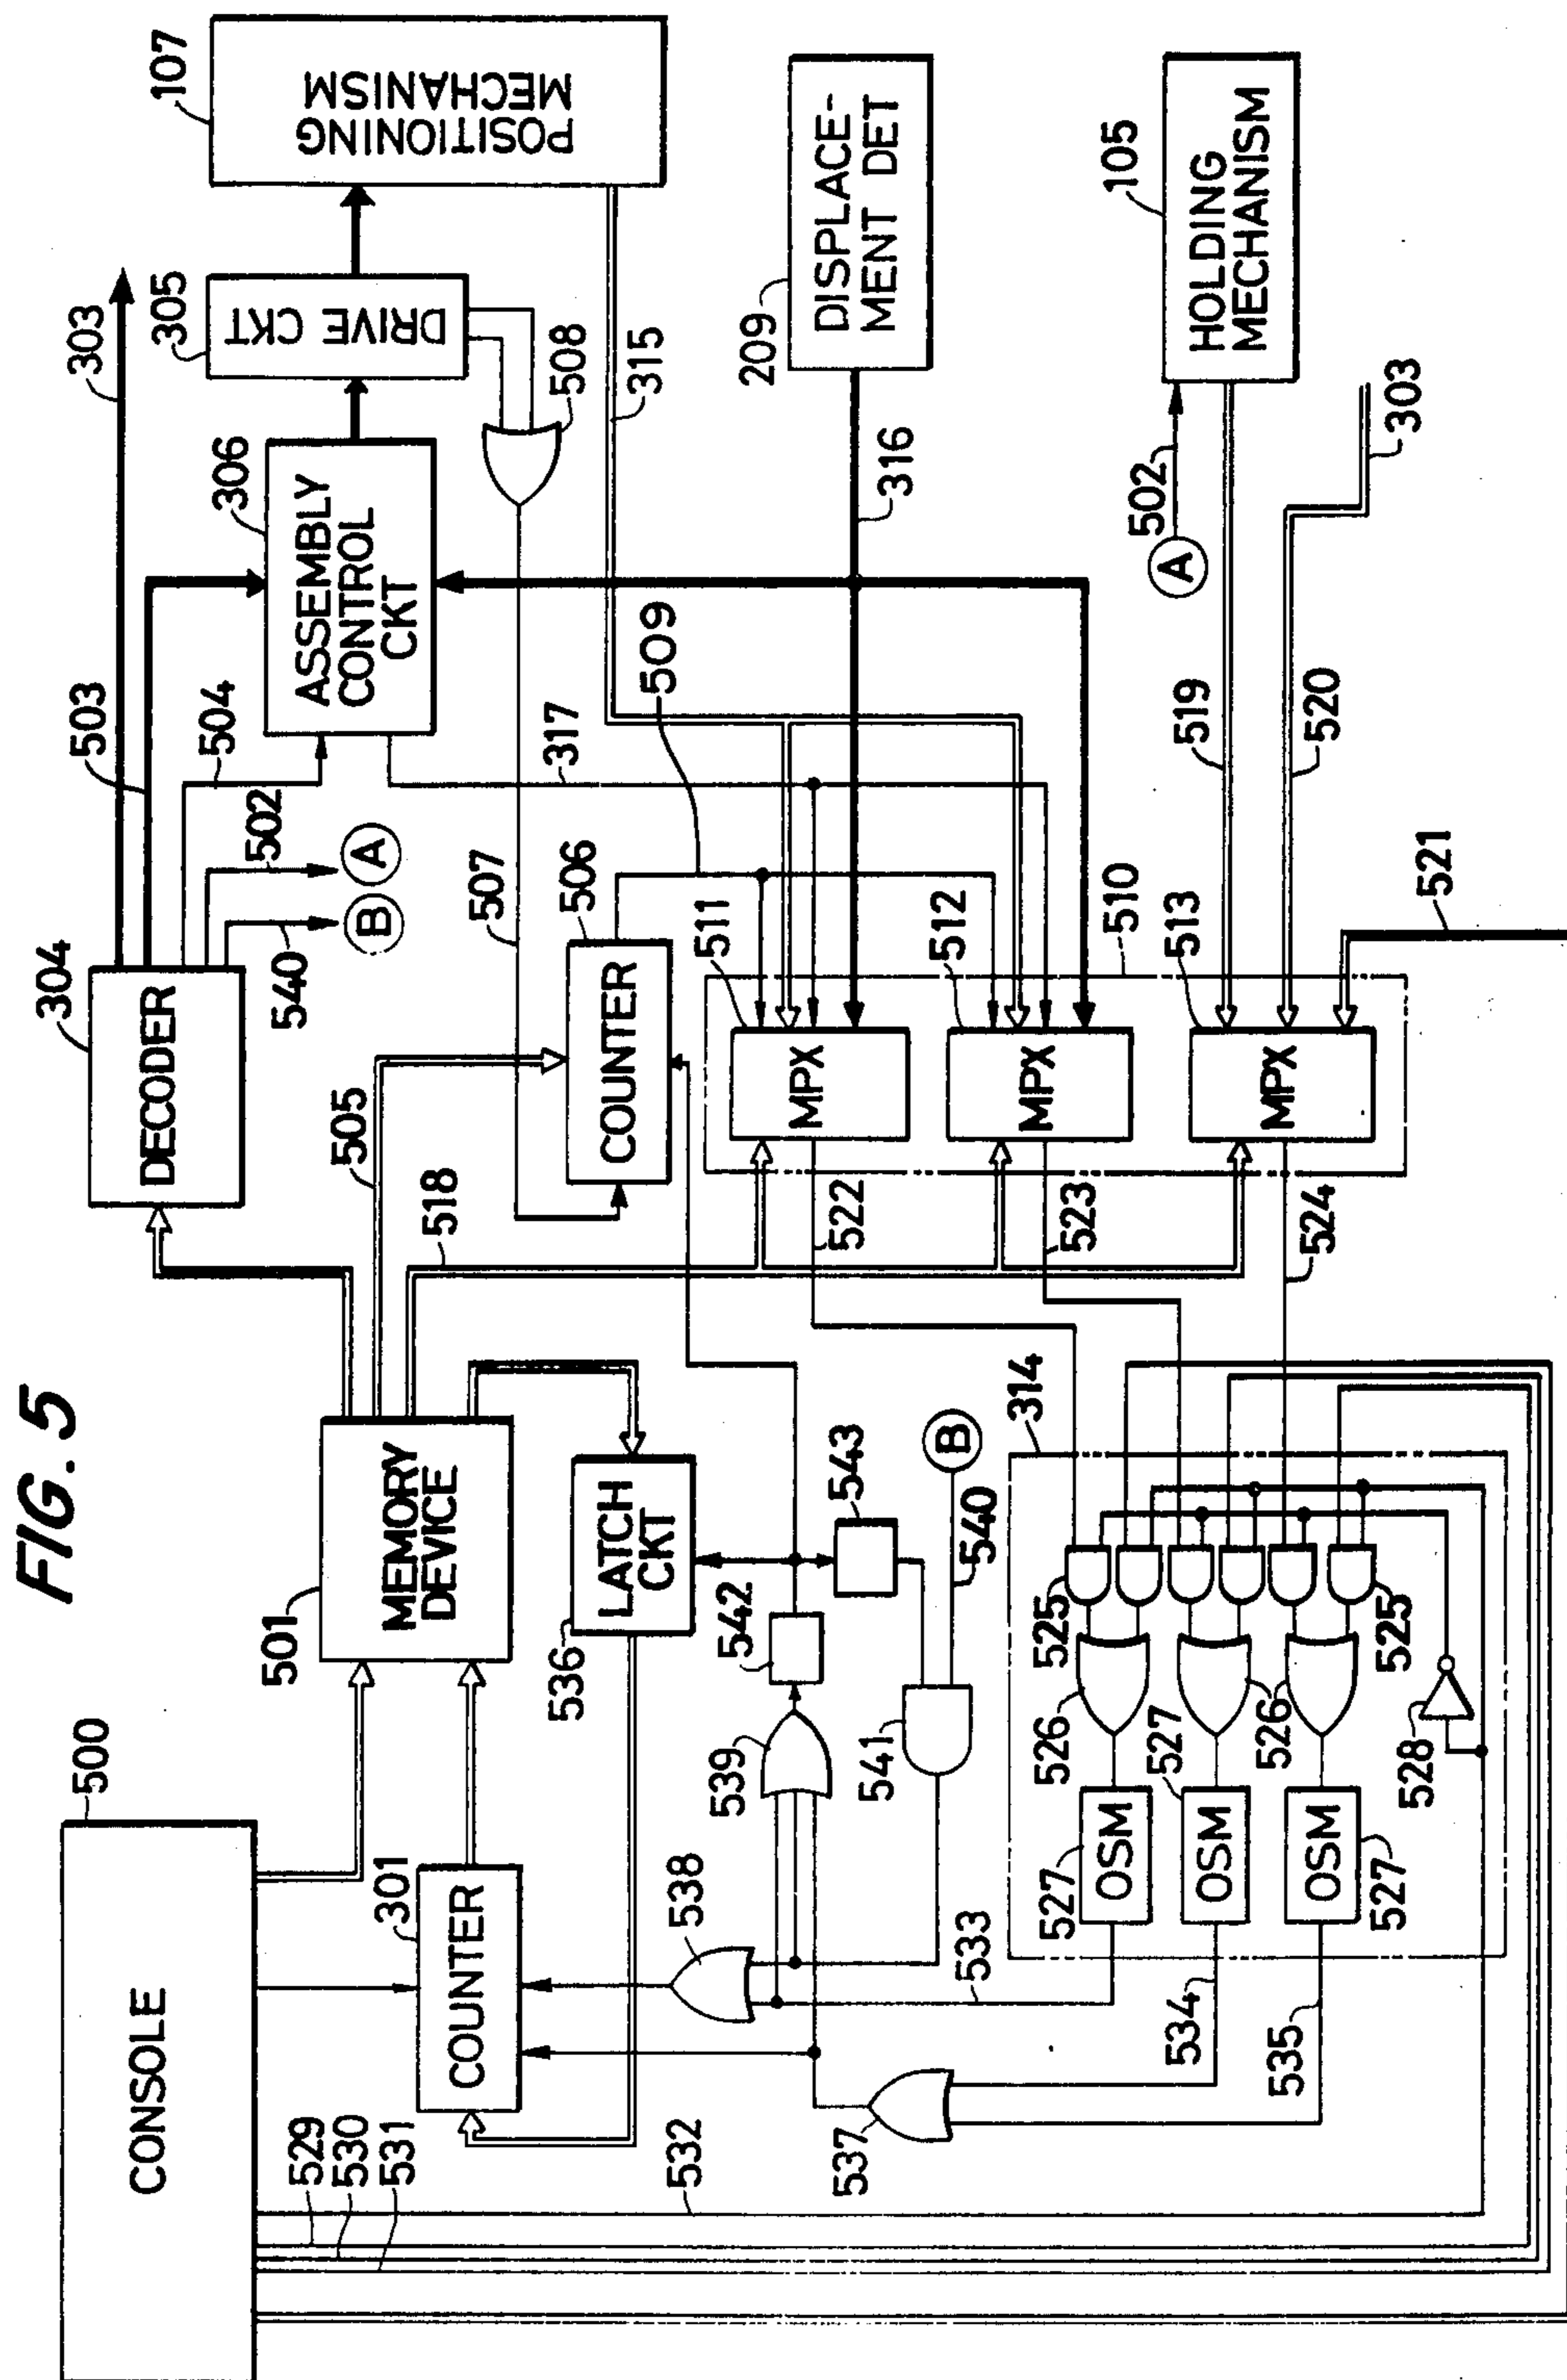 FIG. 5
CONSOLE
500
501
MEMORY
DEVICE
304
DECODER
303
503
504
502
540
A
B
306
ASSEMBLY
CONTROL
CKT
305
DRIVE CKT
107
POSITIONING
MECHANISM
508
315
209
DISPLACE-
MENT DET
316
105
HOLDING
MECHANISM
502
A
303
519
520
521
509
317
507
506
COUNTER
505
518
511
MPX
512
MPX
513
MPX
510
522
523
524
301
COUNTER
536
LATCH
CKT
542
543
539
541
538
537
B
540
314
525
525
526
526
527
OSM
527
OSM
527
OSM
528
533
534
535
529
530
531
532